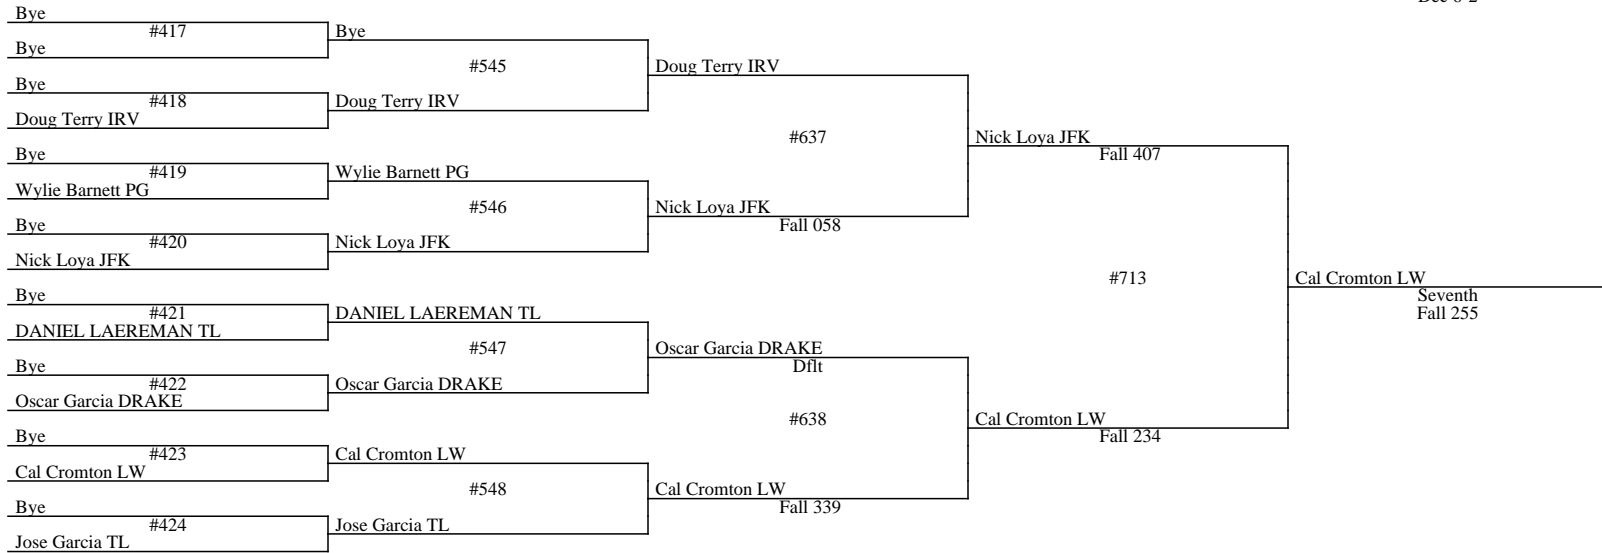 Bye
#417
Bye
Bye
#418
Doug Terry IRV
Bye
#419
Wylie Barnett PG
Bye
#420
Nick Loya JFK
Bye
#421
DANIEL LAEREMAN TL
Bye
#422
Oscar Garcia DRAKE
Bye
#423
Cal Cromton LW
Bye
#424
Jose Garcia TL
Bye
#545
Doug Terry IRV
Wylie Barnett PG
#546
Nick Loya JFK
DANIEL LAEREMAN TL
#547
Oscar Garcia DRAKE
Cal Cromton LW
#548
Jose Garcia TL
Doug Terry IRV
#637
Nick Loya JFK
Fall 058
Oscar Garcia DRAKE
Dflt
#638
Cal Cromton LW
Fall 339
Nick Loya JFK
Fall 407
#713
Cal Cromton LW
Fall 234
Cal Cromton LW
Seventh
Fall 255